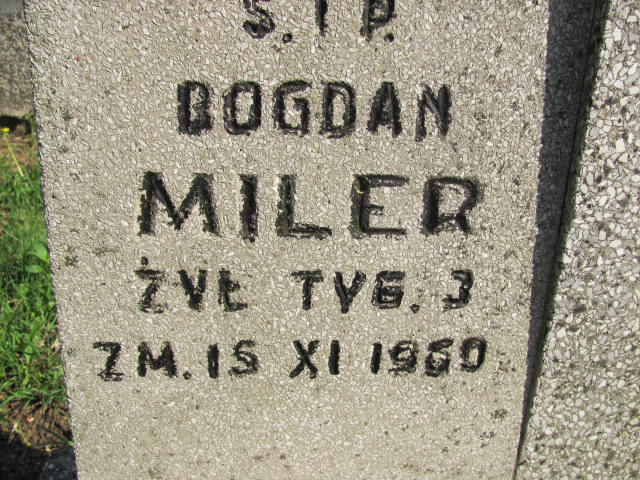 Ś. I P.
BOGDAN
MILER
ŻYŁ TYG. 3
ZM. 15 XI 1960